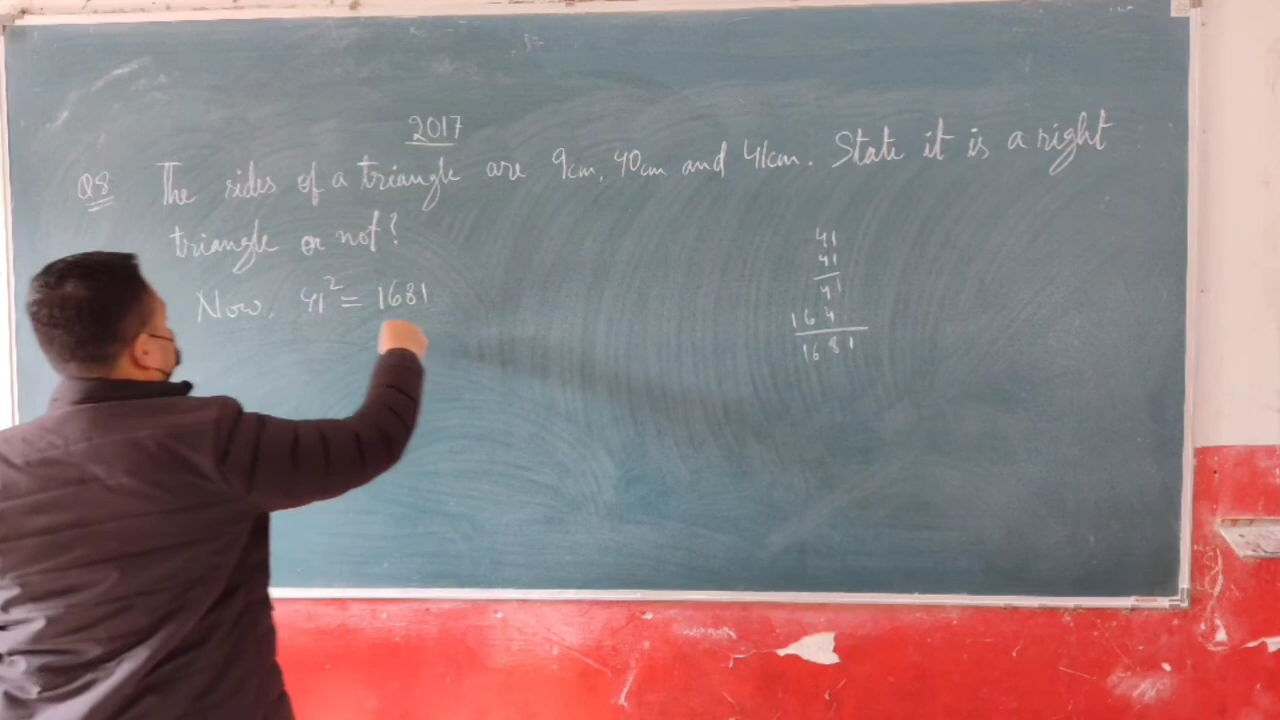 2017
Q8 The sides of a triangle are 9cm, 40cm and 41cm. State it is a right
triangle or not?
Now, 41² = 1681
41
41
41
164
1681